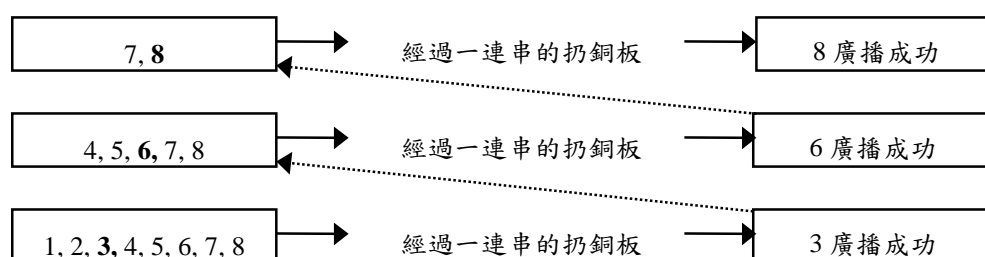 7, 8 經過一連串的扔銅板 8 廣播成功
4, 5, 6, 7, 8 經過一連串的扔銅板 6 廣播成功
1, 2, 3, 4, 5, 6, 7, 8 經過一連串的扔銅板 3 廣播成功